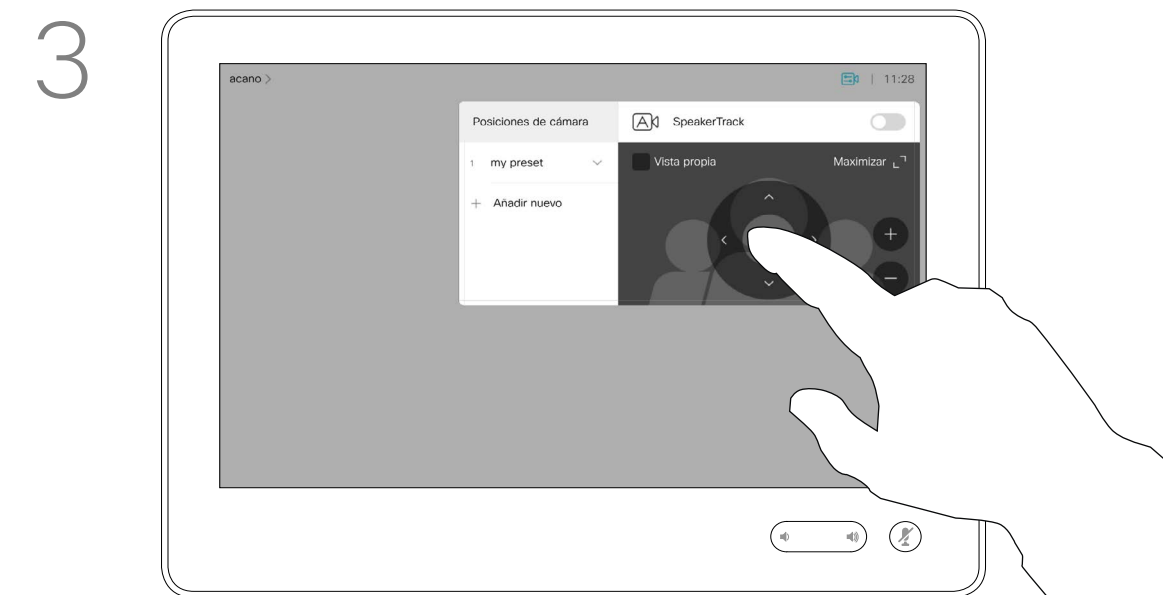 3
acano >
11:28
Posiciones de cámara
SpeakerTrack
1 my preset
Vista propia
Maximizar
+ Añadir nuevo